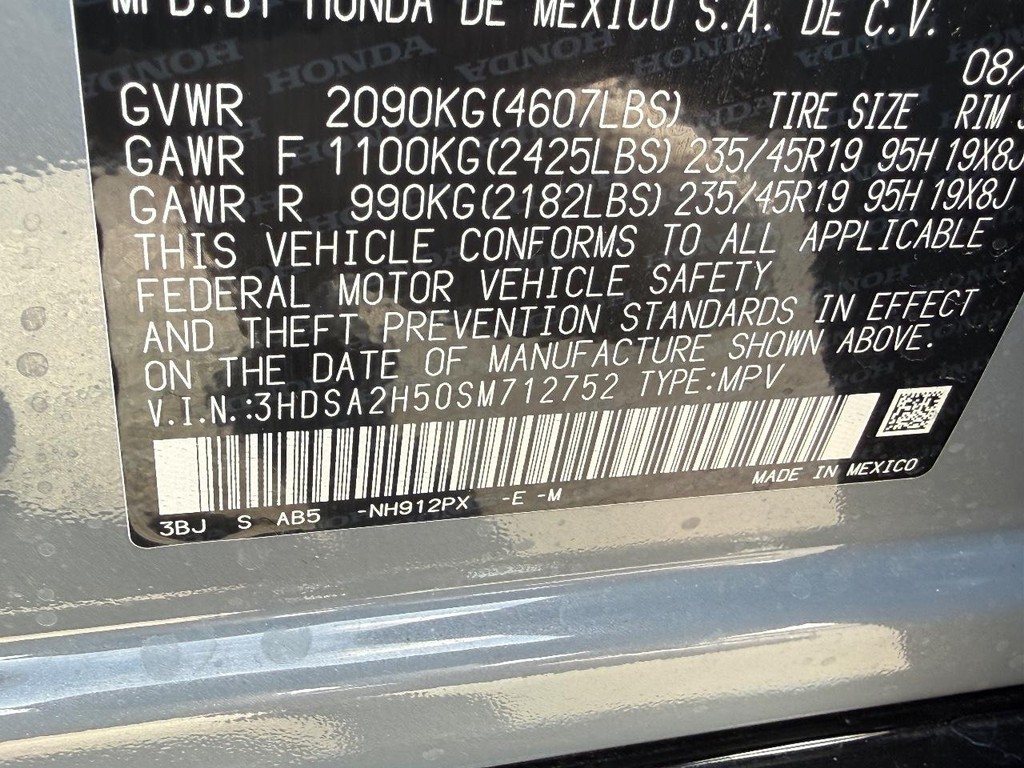 MFD.BY HONDA DE MEXICO S.A. DE C.V.
08/
GVWR 2090KG(4607LBS) TIRE SIZE RIM
GAWR F 1100KG(2425LBS) 235/45R19 95H 19X8J
GAWR R 990KG(2182LBS) 235/45R19 95H 19X8J
THIS VEHICLE CONFORMS TO ALL APPLICABLE
FEDERAL MOTOR VEHICLE SAFETY
AND THEFT PREVENTION STANDARDS IN EFFECT
ON THE DATE OF MANUFACTURE SHOWN ABOVE.
V.I.N.:3HDSA2H50SM712752 TYPE:MPV
MADE IN MEXICO
3BJ S AB5 -NH912PX -E -M